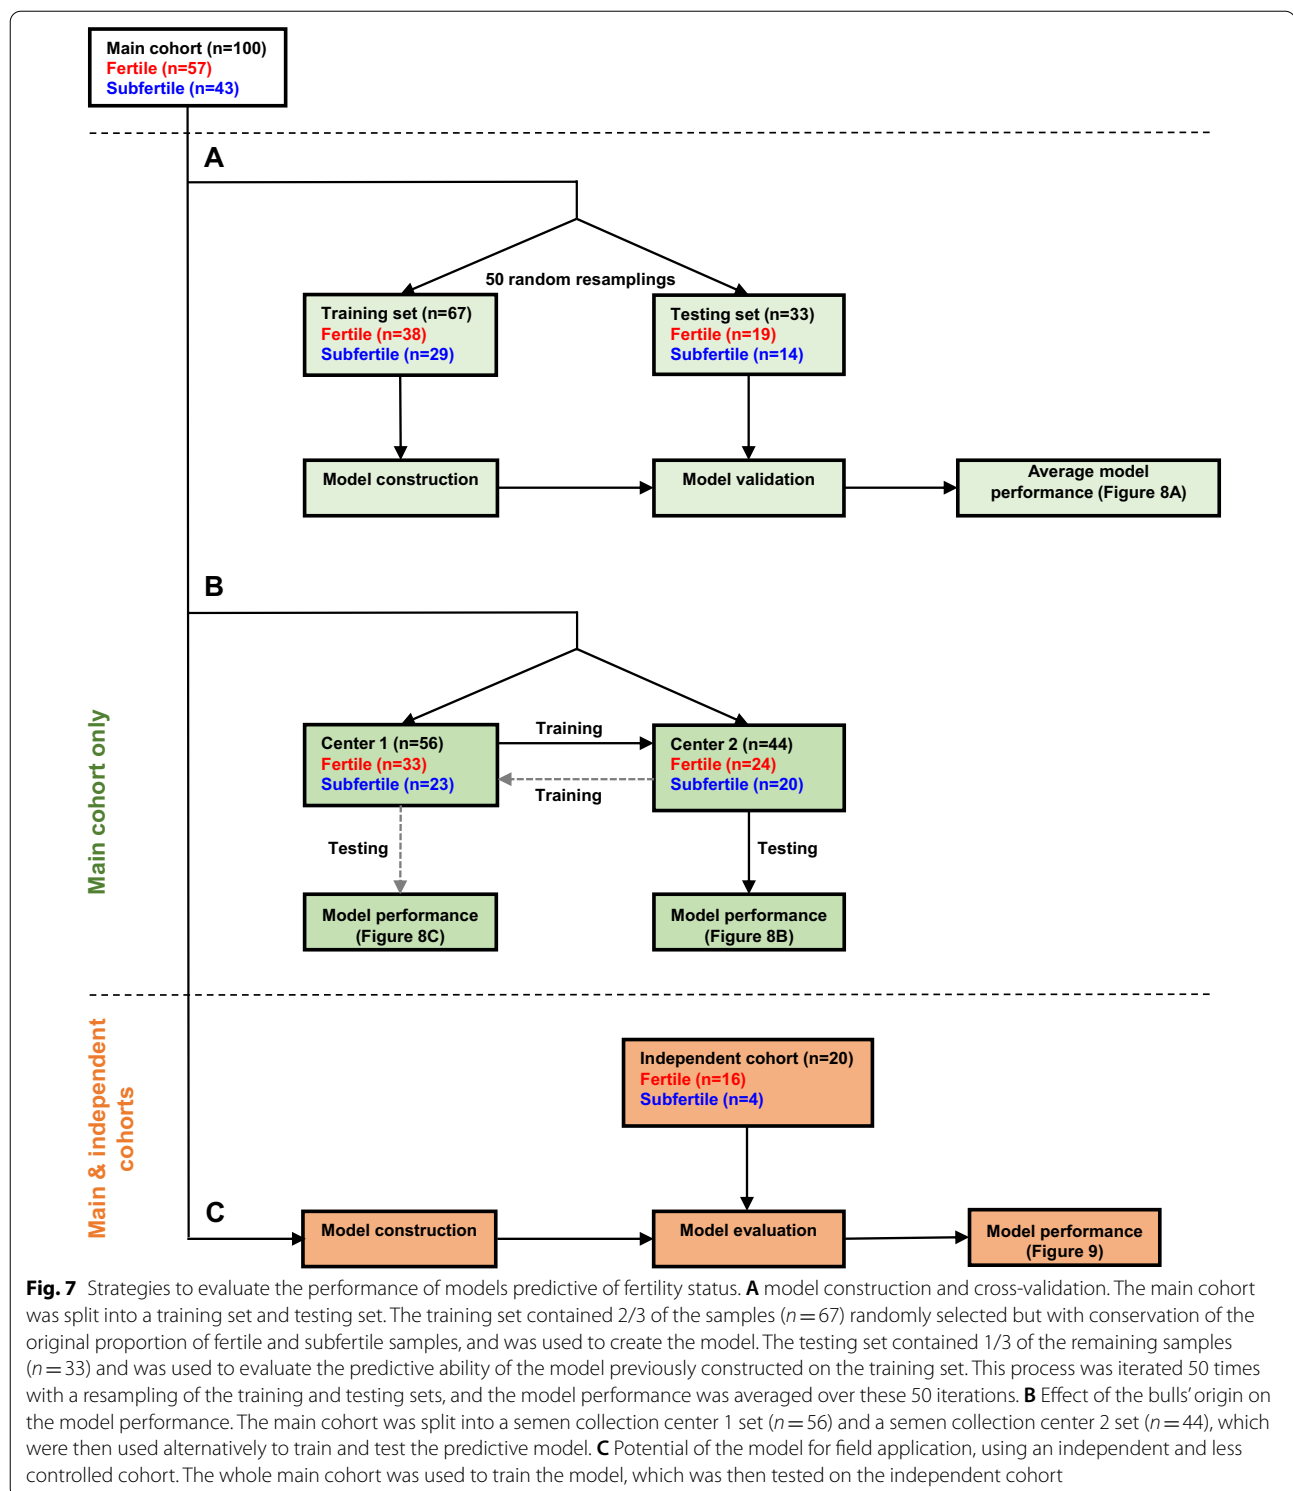 Main cohort (n=100)
Fertile (n=57)
Subfertile (n=43)
A
50 random resamplings
Training set (n=67)
Fertile (n=38)
Subfertile (n=29)
Testing set (n=33)
Fertile (n=19)
Subfertile (n=14)
Model construction
Model validation
Average model
performance (Figure 8A)
B
Main cohort only
Center 1 (n=56)
Fertile (n=33)
Subfertile (n=23)
Training
Training
Center 2 (n=44)
Fertile (n=24)
Subfertile (n=20)
Testing
Testing
Model performance
(Figure 8C)
Model performance
(Figure 8B)
Main & independent
cohorts
Independent cohort (n=20)
Fertile (n=16)
Subfertile (n=4)
C
Model construction
Model evaluation
Model performance
(Figure 9)
Fig. 7 Strategies to evaluate the performance of models predictive of fertility status. A model construction and cross-validation. The main cohort
was split into a training set and testing set. The training set contained 2/3 of the samples (n = 67) randomly selected but with conservation of the
original proportion of fertile and subfertile samples, and was used to create the model. The testing set contained 1/3 of the remaining samples
(n = 33) and was used to evaluate the predictive ability of the model previously constructed on the training set. This process was iterated 50 times
with a resampling of the training and testing sets, and the model performance was averaged over these 50 iterations. B Effect of the bulls' origin on
the model performance. The main cohort was split into a semen collection center 1 set (n = 56) and a semen collection center 2 set (n = 44), which
were then used alternatively to train and test the predictive model. C Potential of the model for field application, using an independent and less
controlled cohort. The whole main cohort was used to train the model, which was then tested on the independent cohort